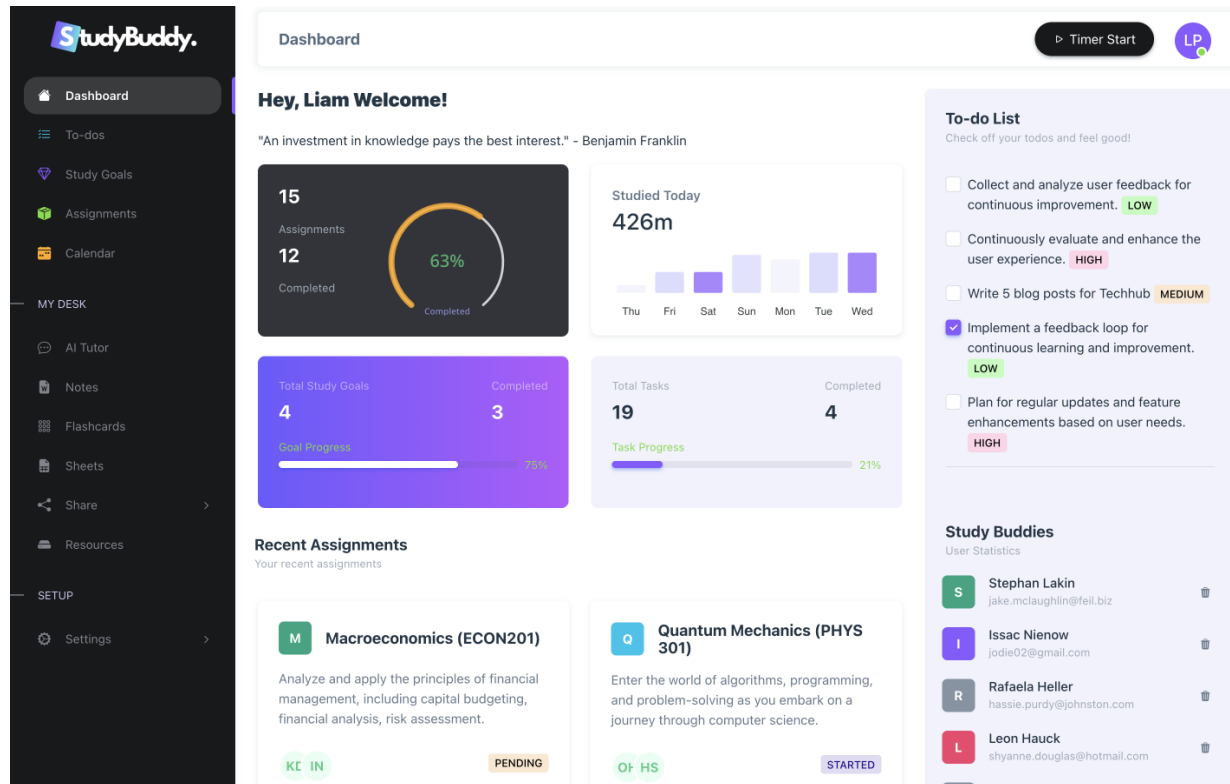 StudyBuddy.
Dashboard
To-dos
Study Goals
Assignments
Calendar
MY DESK
AI Tutor
Notes
Flashcards
Sheets
Share
Resources
SETUP
Settings
Dashboard
Timer Start
LP
Hey, Liam Welcome!
"An investment in knowledge pays the best interest." - Benjamin Franklin
15
Assignments
12
Completed
63%
Completed
Studied Today
426m
Thu Fri Sat Sun Mon Tue Wed
Total Study Goals Completed
4 3
Goal Progress
75%
Total Tasks Completed
19 4
Task Progress
21%
Recent Assignments
Your recent assignments
M Macroeconomics (ECON201)
Analyze and apply the principles of financial
management, including capital budgeting,
financial analysis, risk assessment.
IN PENDING
Q Quantum Mechanics (PHYS
301)
Enter the world of algorithms, programming,
and problem-solving as you embark on a
journey through computer science.
HS STARTED
To-do List
Check off your todos and feel good!
Collect and analyze user feedback for
continuous improvement. LOW
Continuously evaluate and enhance the
user experience. HIGH
Write 5 blog posts for Techhub MEDIUM
Implement a feedback loop for
continuous learning and improvement.
LOW
Plan for regular updates and feature
enhancements based on user needs.
HIGH
Study Buddies
User Statistics
S Stephan Lakin
jake.mclaughlin@feil.biz
I Issac Nienow
jodie02@gmail.com
R Rafaela Heller
hassie.purdy@johnston.com
L Leon Hauck
shyanne.douglas@hotmail.com